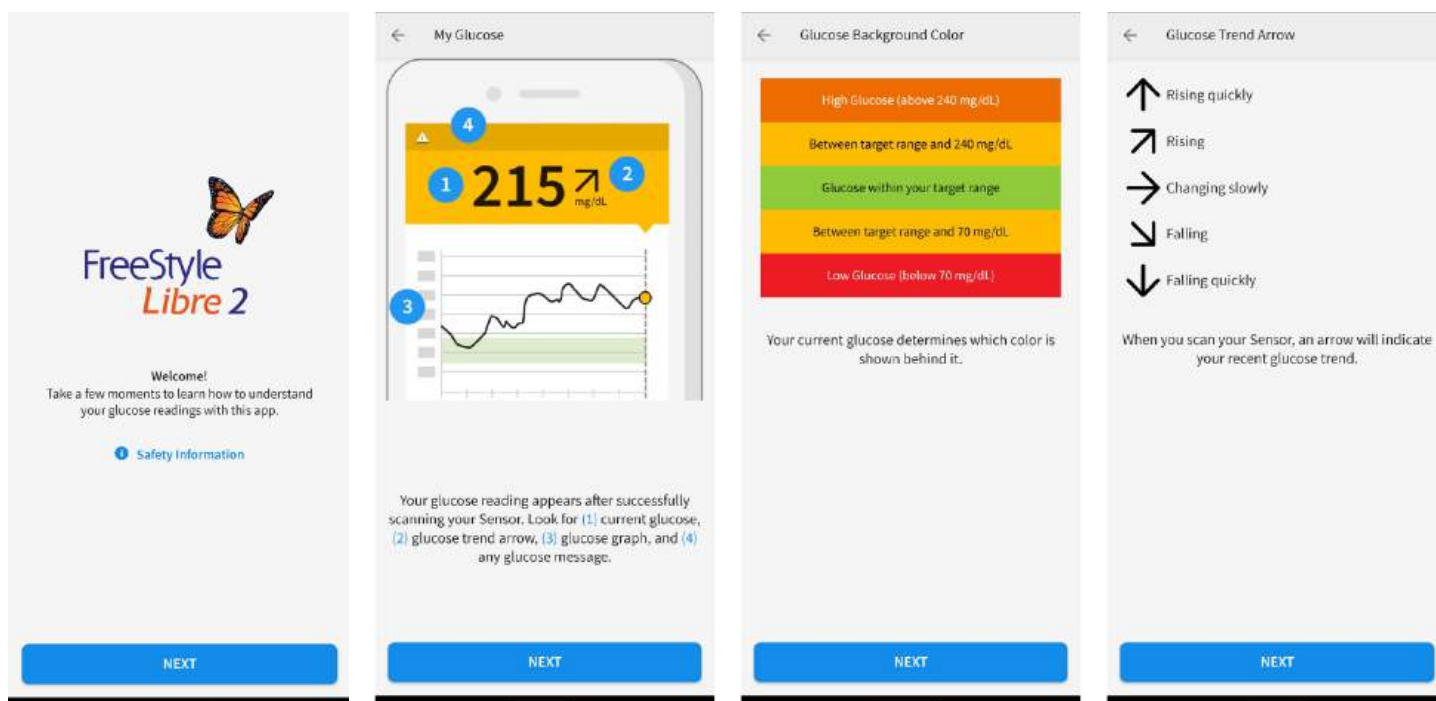 FreeStyle
Libre 2
Welcome!
Take a few moments to learn how to understand
your glucose readings with this app.
Safety Information
NEXT
My Glucose
4
1
215
2
mg/dL
3
Your glucose reading appears after successfully
scanning your Sensor. Look for (1) current glucose,
(2) glucose trend arrow, (3) glucose graph, and (4)
any glucose message.
NEXT
Glucose Background Color
High Glucose (above 240 mg/dL)
Between target range and 240 mg/dL
Glucose within your target range
Between target range and 70 mg/dL
Low Glucose (below 70 mg/dL)
Your current glucose determines which color is
shown behind it.
NEXT
Glucose Trend Arrow
Rising quickly
Rising
Changing slowly
Falling
Falling quickly
When you scan your Sensor, an arrow will indicate
your recent glucose trend.
NEXT